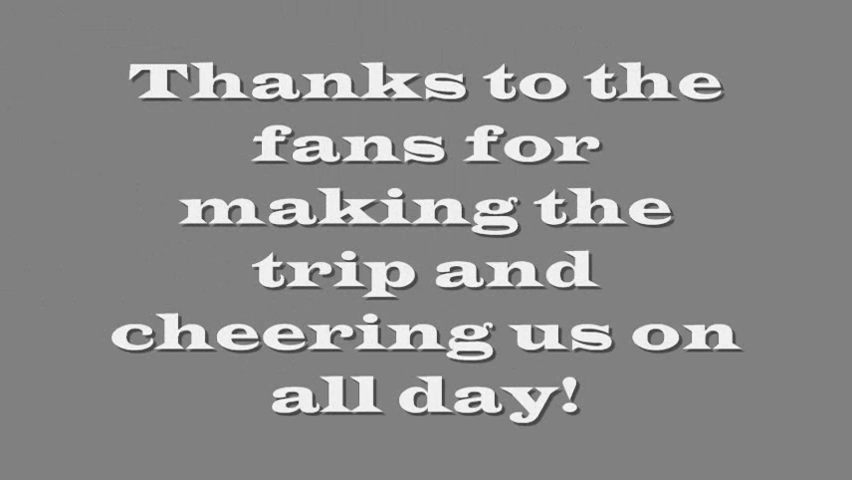 Thanks to the
fans for
making the
trip and
cheering us on
all day!